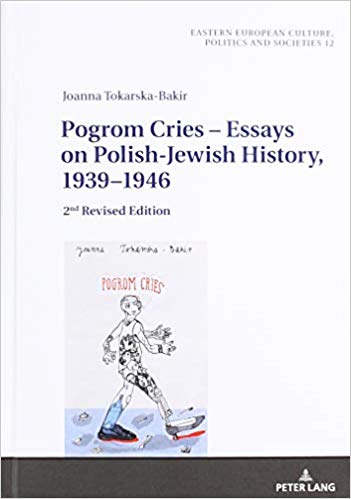 EASTERN EUROPEAN CULTURE,
POLITICS AND SOCIETIES 12
Joanna Tokarska-Bakir
Pogrom Cries – Essays
on Polish-Jewish History,
1939–1946
2nd Revised Edition
Joanna Tokarska-Bakir
POGROM CRIES
PETER LANG